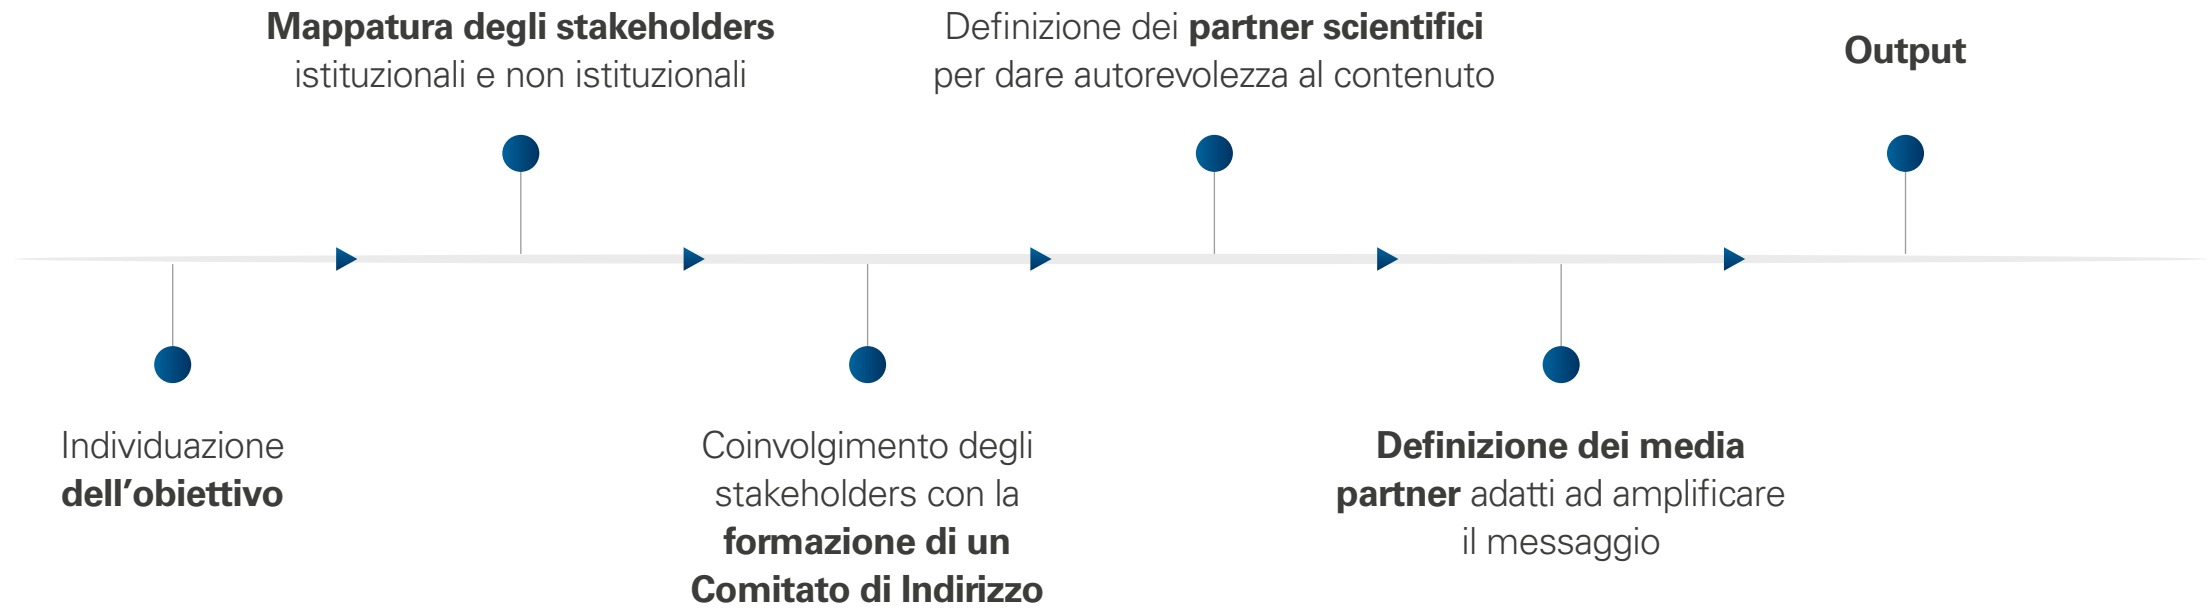 Mappatura degli stakeholders
istituzionali e non istituzionali
Definizione dei partner scientifici
per dare autorevolezza al contenuto
Output
Individuazione
dell’obiettivo
Coinvolgimento degli
stakeholders con la
formazione di un
Comitato di Indirizzo
Definizione dei media
partner adatti ad amplificare
il messaggio